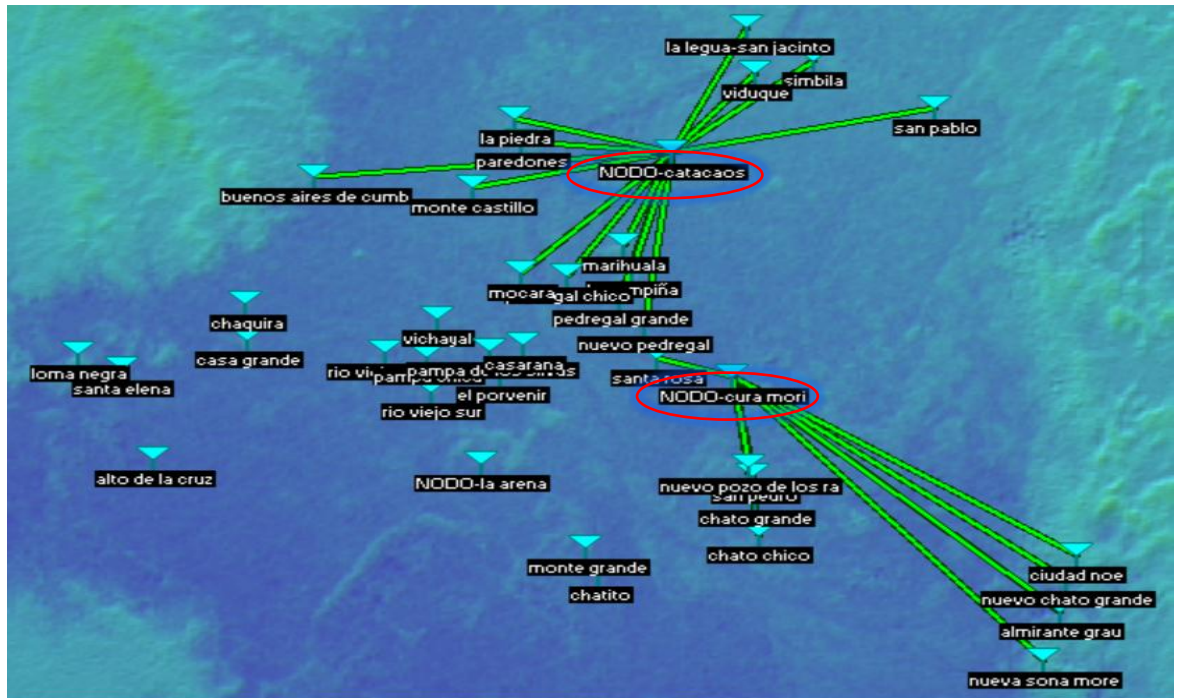 la legua-san jacinto
simbila
viduque
san pablo
la piedra
paredones
NODO-catacaos
buenos aires de cumb
monte castillo
marihuala
mocara
gal chico
mpiña
pedregal grande
chaquira
vichayal
nuevo pedregal
casa grande
casarana
loma negra
santa elena
rio vi
pampa d
santa rosa
el porvenir
NODO-cura mori
rio viejo sur
alto de la cruz
NODO-la arena
nuevo pozo de los ra
san pedro
chato grande
chato chico
monte grande
chatito
ciudad noe
nuevo chato grande
almirante grau
nueva sona more